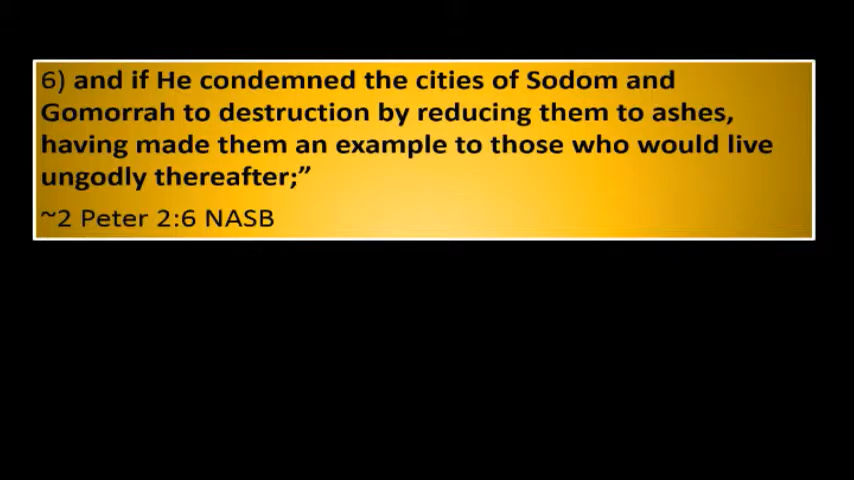 6) and if He condemned the cities of Sodom and
Gomorrah to destruction by reducing them to ashes,
having made them an example to those who would live
ungodly thereafter;”
~2 Peter 2:6 NASB